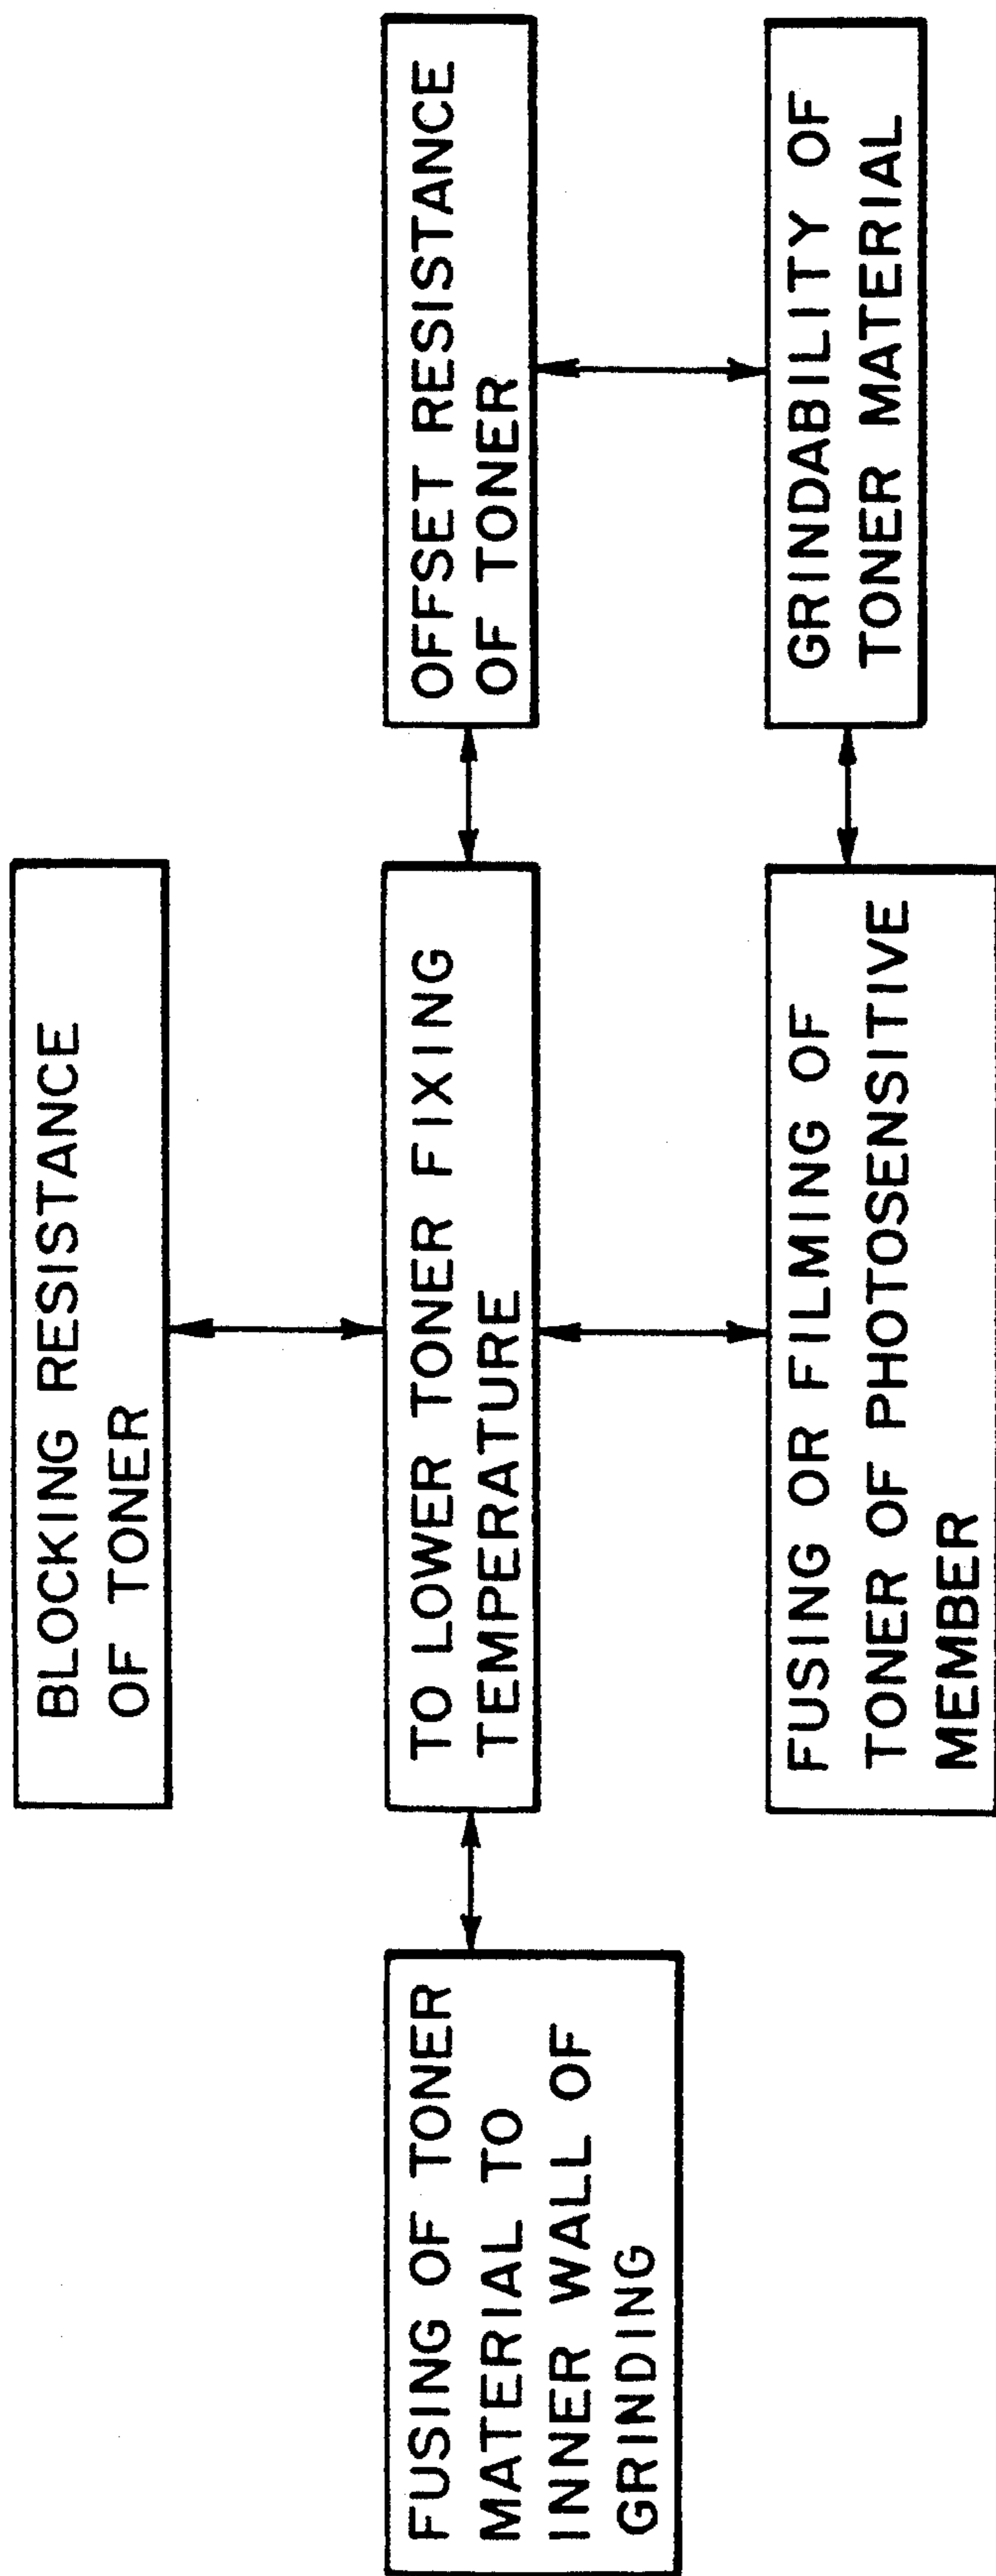 BLOCKING RESISTANCE
OF TONER
FUSING OF TONER
MATERIAL TO
INNER WALL OF
GRINDING
TO LOWER TONER FIXING
TEMPERATURE
OFFSET RESISTANCE
OF TONER
FUSING OR FILMING OF
TONER OF PHOTOSENSITIVE
MEMBER
GRINDABILITY OF
TONER MATERIAL